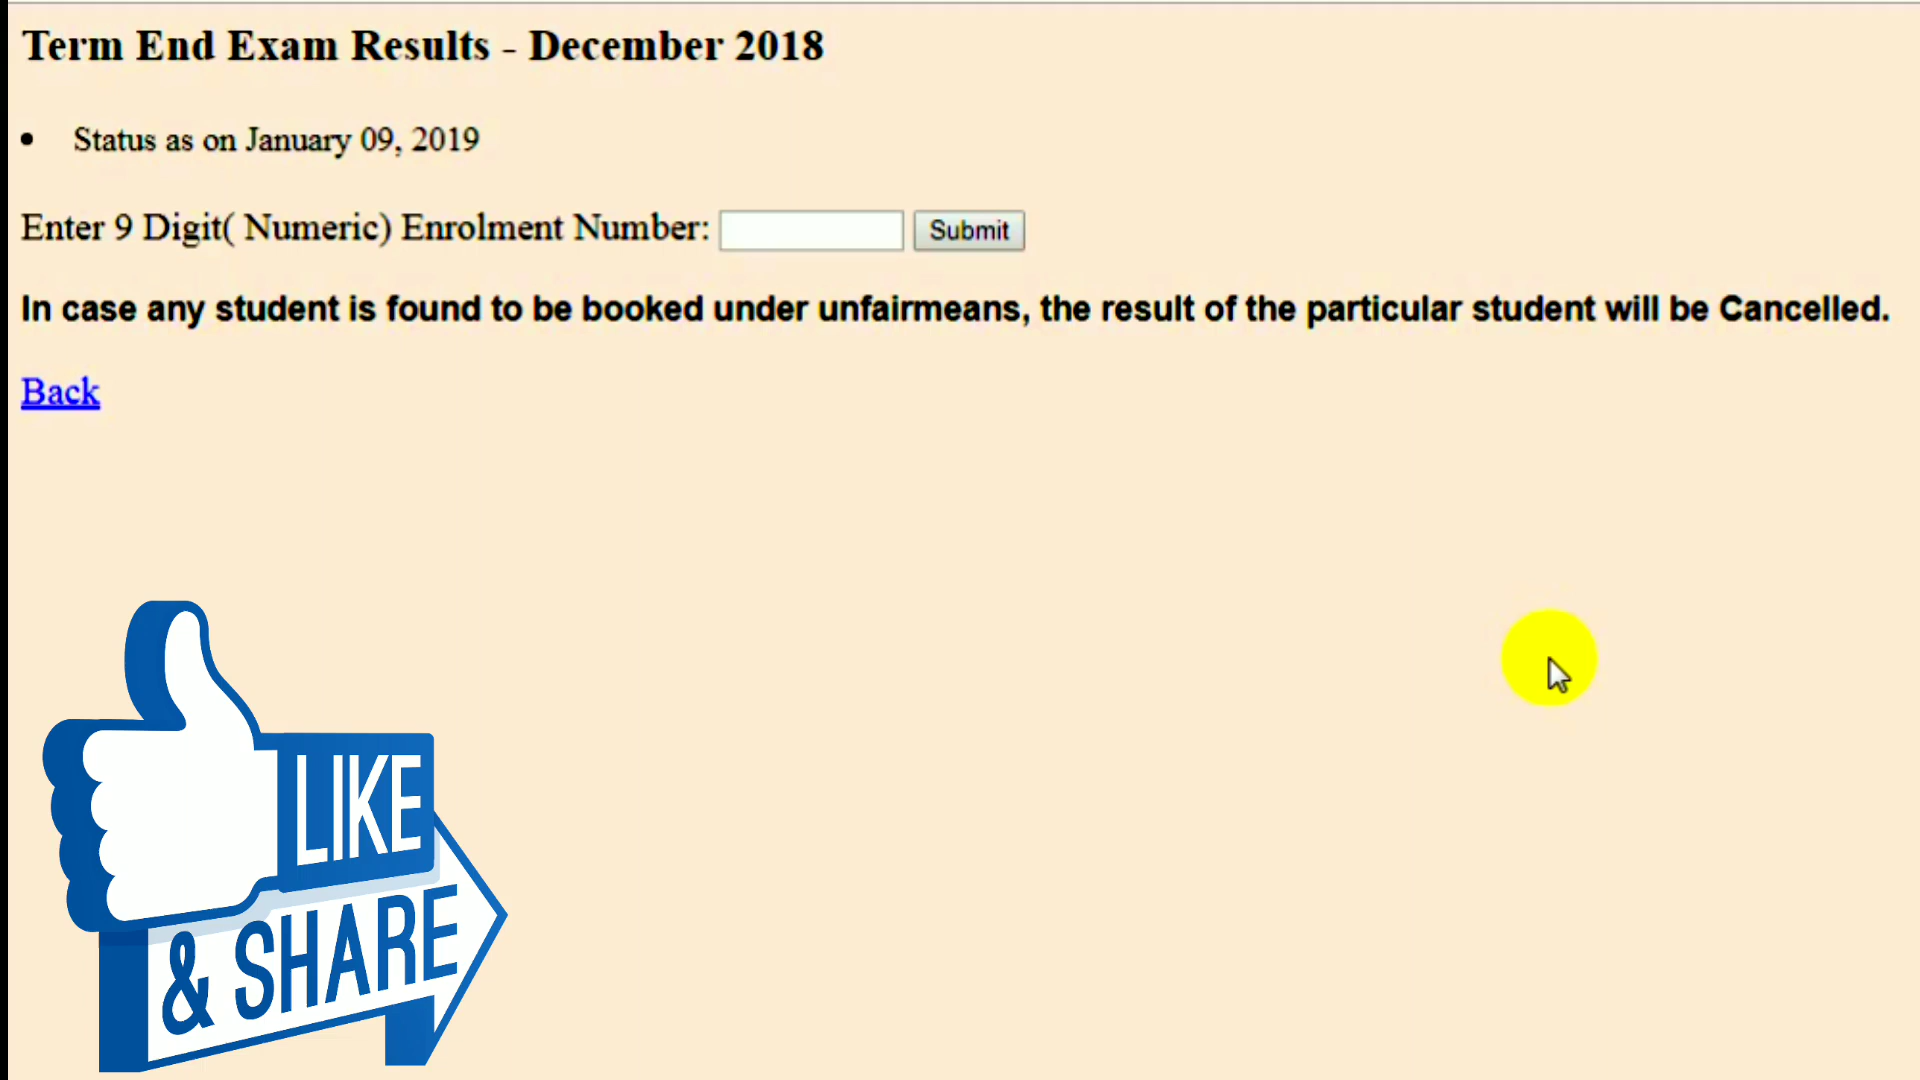 Term End Exam Results - December 2018
• Status as on January 09, 2019
Enter 9 Digit( Numeric) Enrolment Number: Submit
In case any student is found to be booked under unfairmeans, the result of the particular student will be Cancelled.
Back
LIKE
& SHARE